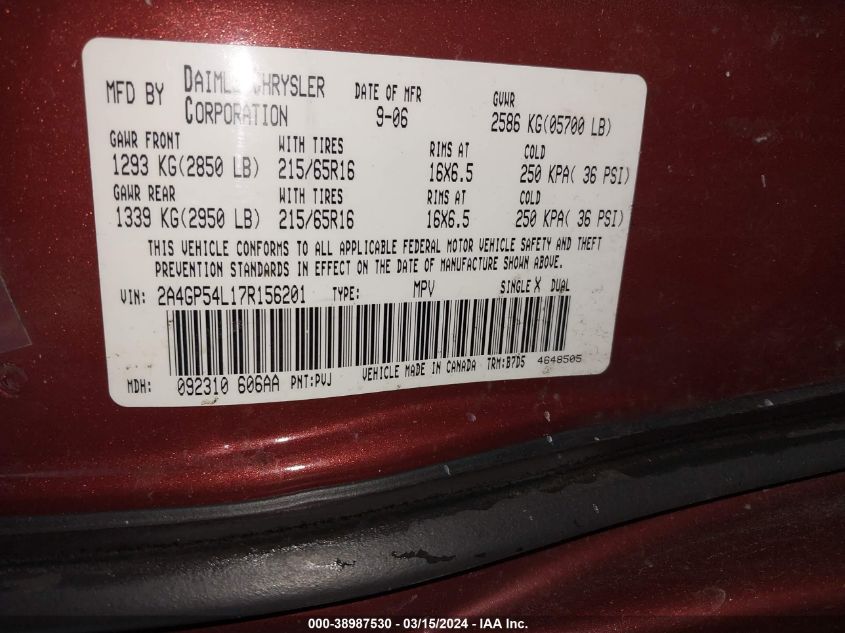 MFD BY DAIMLERCHRYSLER CORPORATION DATE OF MFR 9-06 GVWR 2586 KG(05700 LB)
GAWR FRONT WITH TIRES RIMS AT COLD
1293 KG(2850 LB) 215/65R16 16X6.5 250 KPA( 36 PSI)
GAWR REAR WITH TIRES RIMS AT COLD
1339 KG(2950 LB) 215/65R16 16X6.5 250 KPA( 36 PSI)
THIS VEHICLE CONFORMS TO ALL APPLICABLE FEDERAL MOTOR VEHICLE SAFETY AND THEFT
PREVENTION STANDARDS IN EFFECT ON THE DATE OF MANUFACTURE SHOWN ABOVE.
VIN: 2A4GP54L17R156201 TYPE: MPV SINGLE X DUAL
MDH: 092310 606AA PNT:PVJ VEHICLE MADE IN CANADA TRM:B7D5 4648505
000-38987530 - 03/15/2024 - IAA Inc.